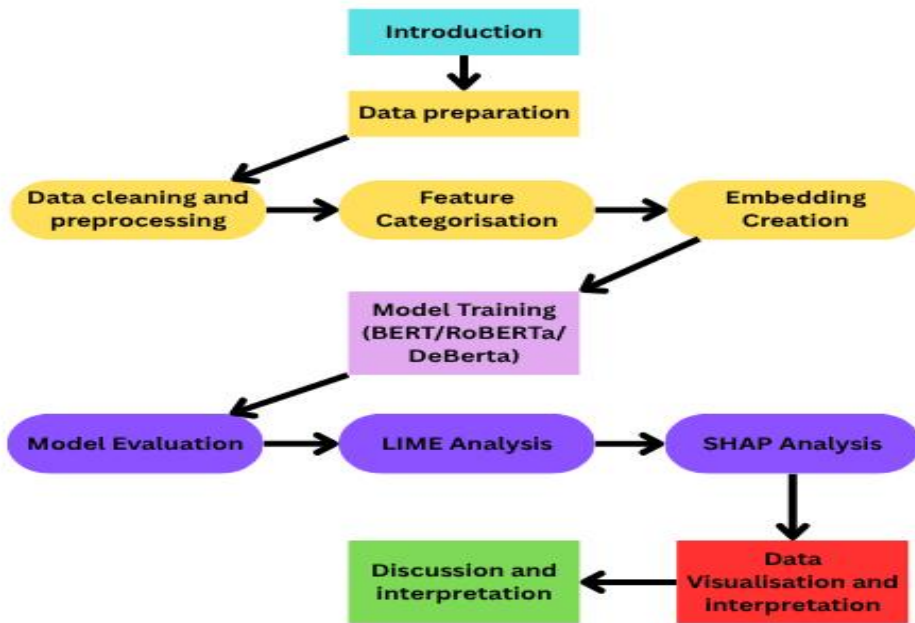 Introduction
Data preparation
Data cleaning and
preprocessing
Feature
Categorisation
Embedding
Creation
Model Training
(BERT/RoBERTa/
DeBerta)
Model Evaluation
LIME Analysis
SHAP Analysis
Discussion and
interpretation
Data
Visualisation and
interpretation